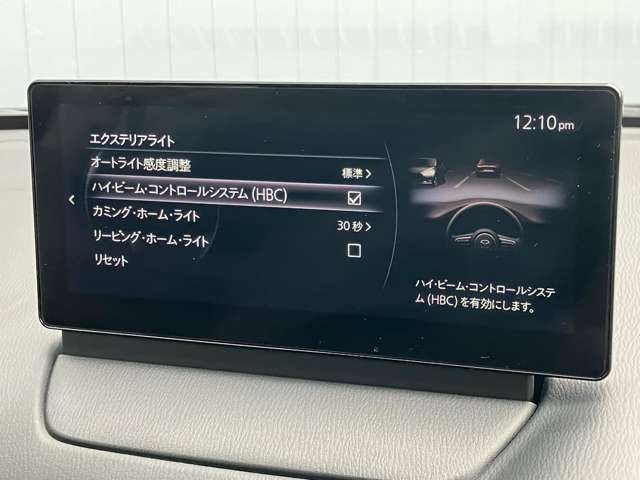 12:10pm
エクステリアライト
オートライト感度調整 標準
ハイ・ビーム・コントロールシステム(HBC)
カミング・ホーム・ライト 30秒
リービング・ホーム・ライト
リセット
ハイ・ビーム・コントロールシステ
ム(HBC)を有効にします。